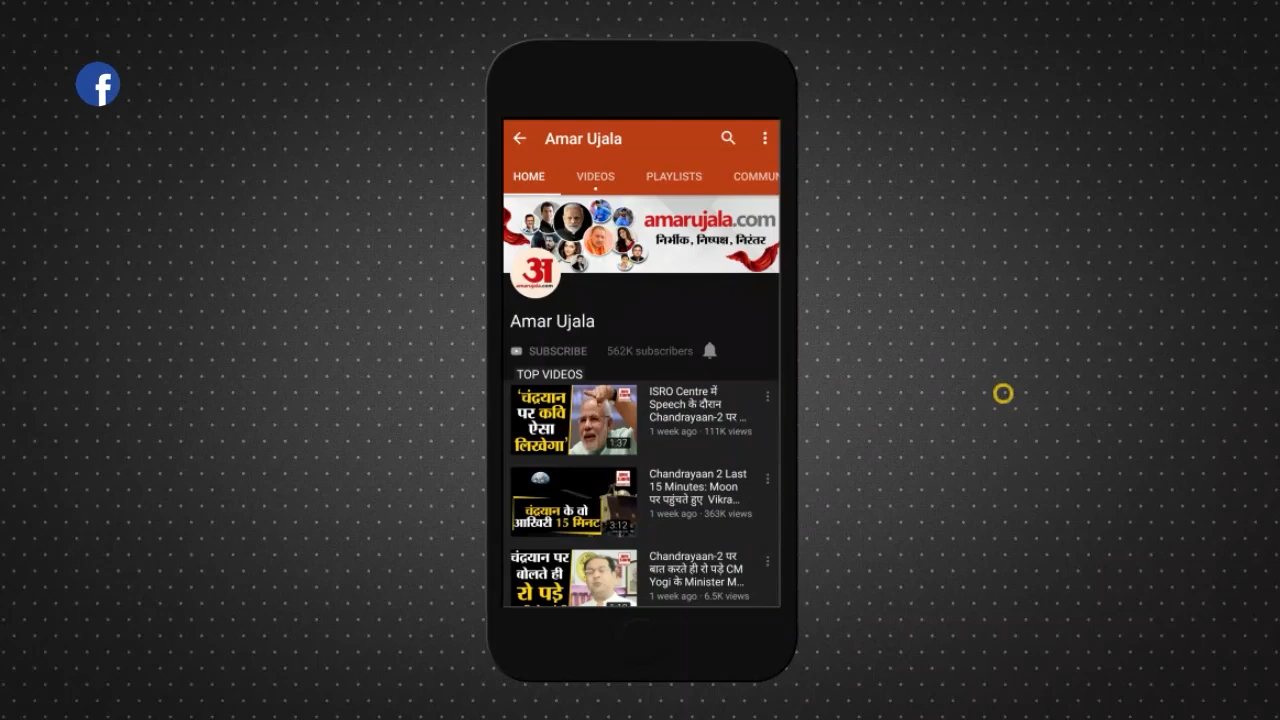 Amar Ujala
HOME VIDEOS PLAYLISTS COMMUN
amarujala.com
निर्भीक, निष्पक्ष, निरंतर
अ
amarujala.com
Amar Ujala
SUBSCRIBE 562K subscribers
TOP VIDEOS
'चंद्रयान
पर कवि
ऐसा
लिखेगा'
1:37
ISRO Centre में
Speech के दौरान
Chandrayaan-2 पर ...
1 week ago · 111K views
चंद्रयान के वो
आखिरी 15 मिनट
3:12
Chandrayaan 2 Last
15 Minutes: Moon
पर पहुंचते हुए Vikra...
1 week ago · 363K views
चंद्रयान पर
बोलते ही
रो पड़े
Chandrayaan-2 पर
बात करते ही रो पड़े CM
Yogi के Minister M...
1 week ago · 6.5K views